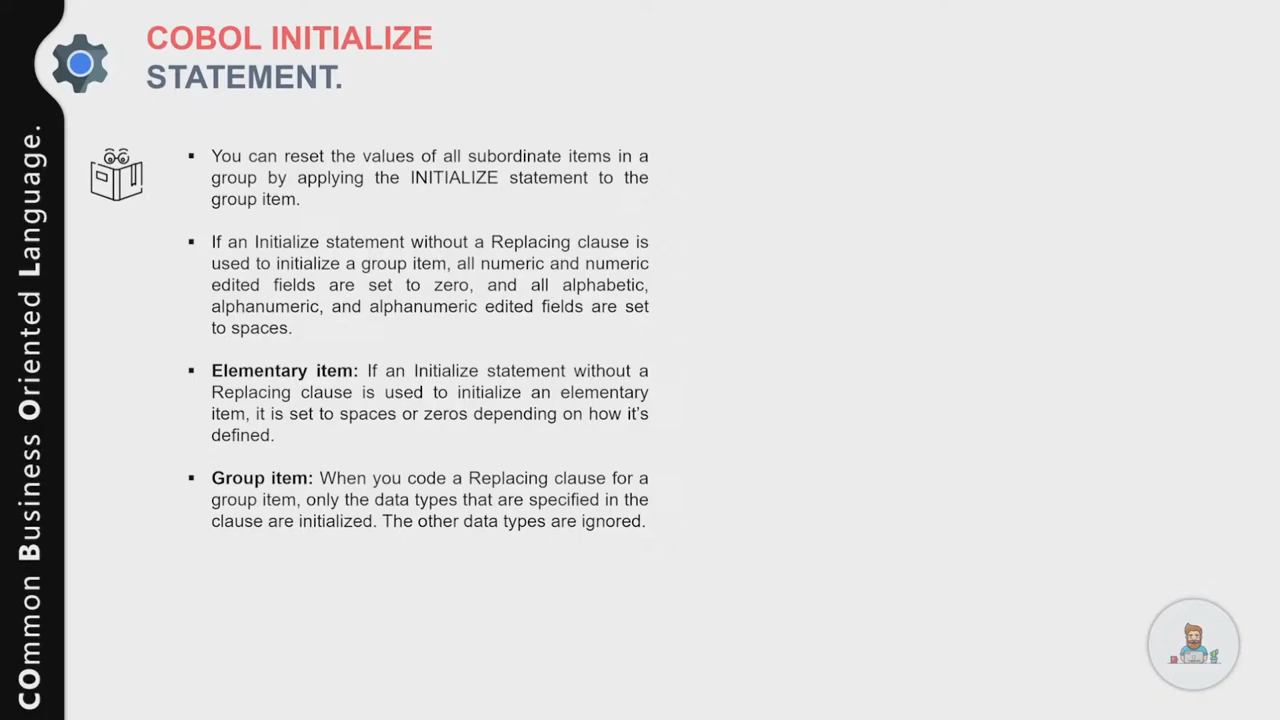 COBOL INITIALIZE
STATEMENT.
COmmon Business Oriented Language.
▪ You can reset the values of all subordinate items in a
group by applying the INITIALIZE statement to the
group item.
▪ If an Initialize statement without a Replacing clause is
used to initialize a group item, all numeric and numeric
edited fields are set to zero, and all alphabetic,
alphanumeric, and alphanumeric edited fields are set
to spaces.
▪ Elementary item: If an Initialize statement without a
Replacing clause is used to initialize an elementary
item, it is set to spaces or zeros depending on how it’s
defined.
▪ Group item: When you code a Replacing clause for a
group item, only the data types that are specified in the
clause are initialized. The other data types are ignored.